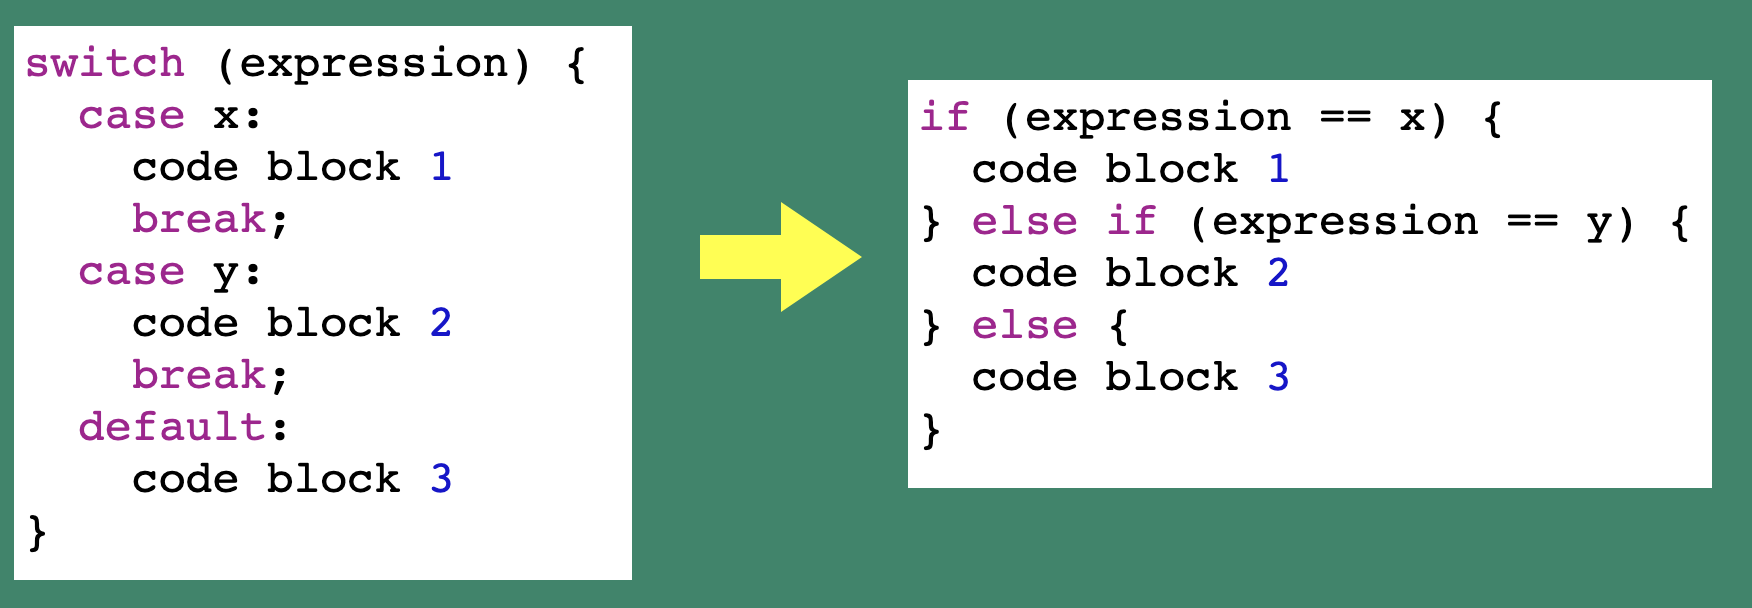 switch (expression) {
  case x:
    code block 1
    break;
  case y:
    code block 2
    break;
  default:
    code block 3
}
if (expression == x) {
  code block 1
} else if (expression == y) {
  code block 2
} else {
  code block 3
}